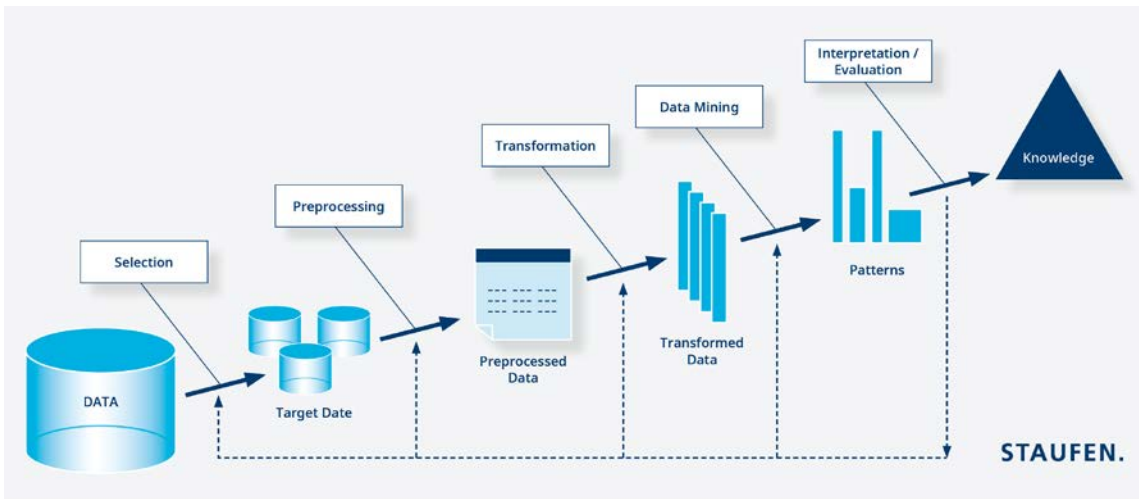 Interpretation /
Evaluation
Data Mining
Knowledge
Transformation
Preprocessing
Patterns
Selection
Transformed
Data
Preprocessed
Data
DATA
Target Date
STAUFEN.